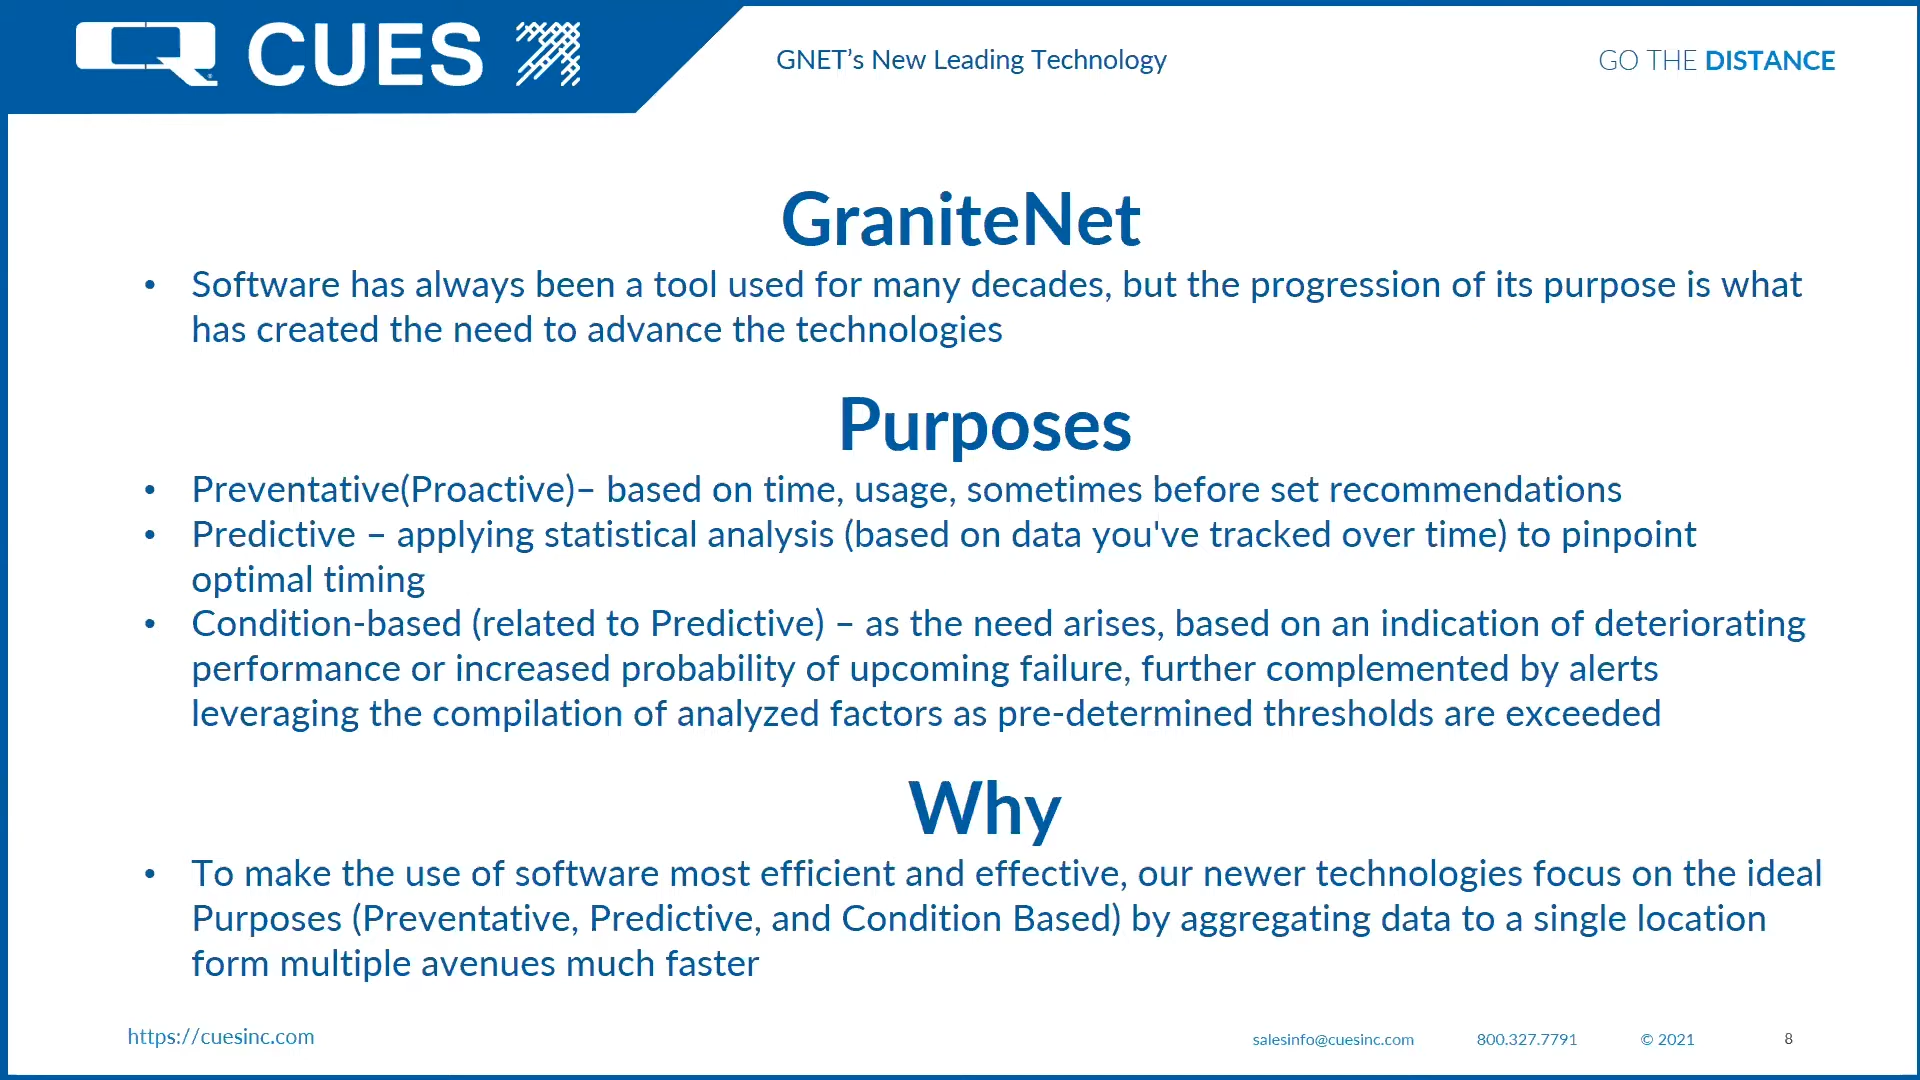 CUES
GNET’s New Leading Technology
GO THE DISTANCE
GraniteNet
• Software has always been a tool used for many decades, but the progression of its purpose is what
has created the need to advance the technologies
Purposes
• Preventative(Proactive)– based on time, usage, sometimes before set recommendations
• Predictive – applying statistical analysis (based on data you've tracked over time) to pinpoint
optimal timing
• Condition-based (related to Predictive) – as the need arises, based on an indication of deteriorating
performance or increased probability of upcoming failure, further complemented by alerts
leveraging the compilation of analyzed factors as pre-determined thresholds are exceeded
Why
• To make the use of software most efficient and effective, our newer technologies focus on the ideal
Purposes (Preventative, Predictive, and Condition Based) by aggregating data to a single location
form multiple avenues much faster
https://cuesinc.com
salesinfo@cuesinc.com
800.327.7791
© 2021
8